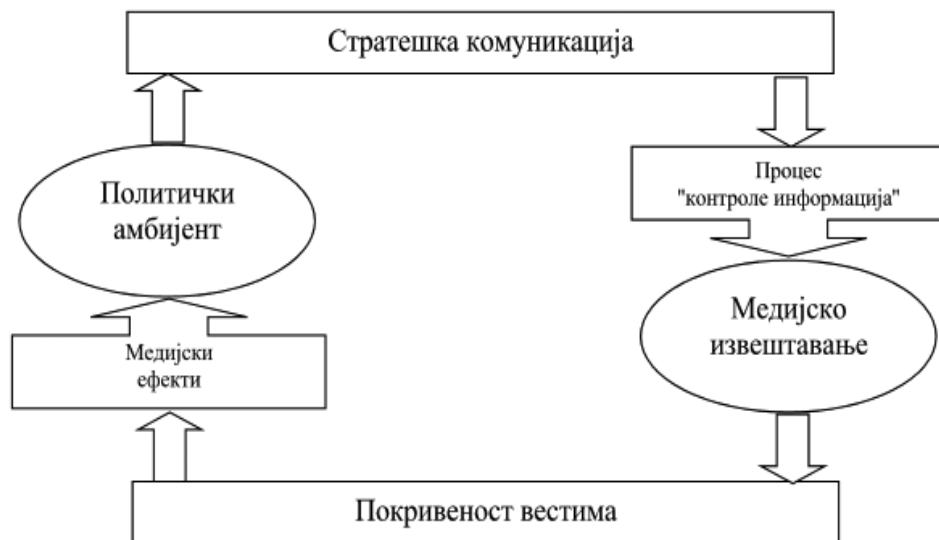 Стратешка комуникација
Процес
"контроле информација"
Политички
амбијент
Медијско
извештавање
Медијски
ефекти
Покривеност вестима